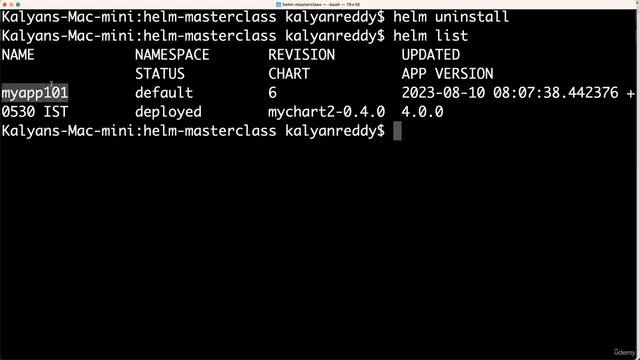 helm-masterclass — -bash — 76×18
Kalyans-Mac-mini:helm-masterclass kalyanreddy$ helm uninstall
Kalyans-Mac-mini:helm-masterclass kalyanreddy$ helm list
NAME NAMESPACE REVISION UPDATED
STATUS CHART APP VERSION
myapp101 default 6 2023-08-10 08:07:38.442376 +
0530 IST deployed mychart2-0.4.0 4.0.0
Kalyans-Mac-mini:helm-masterclass kalyanreddy$
udemy